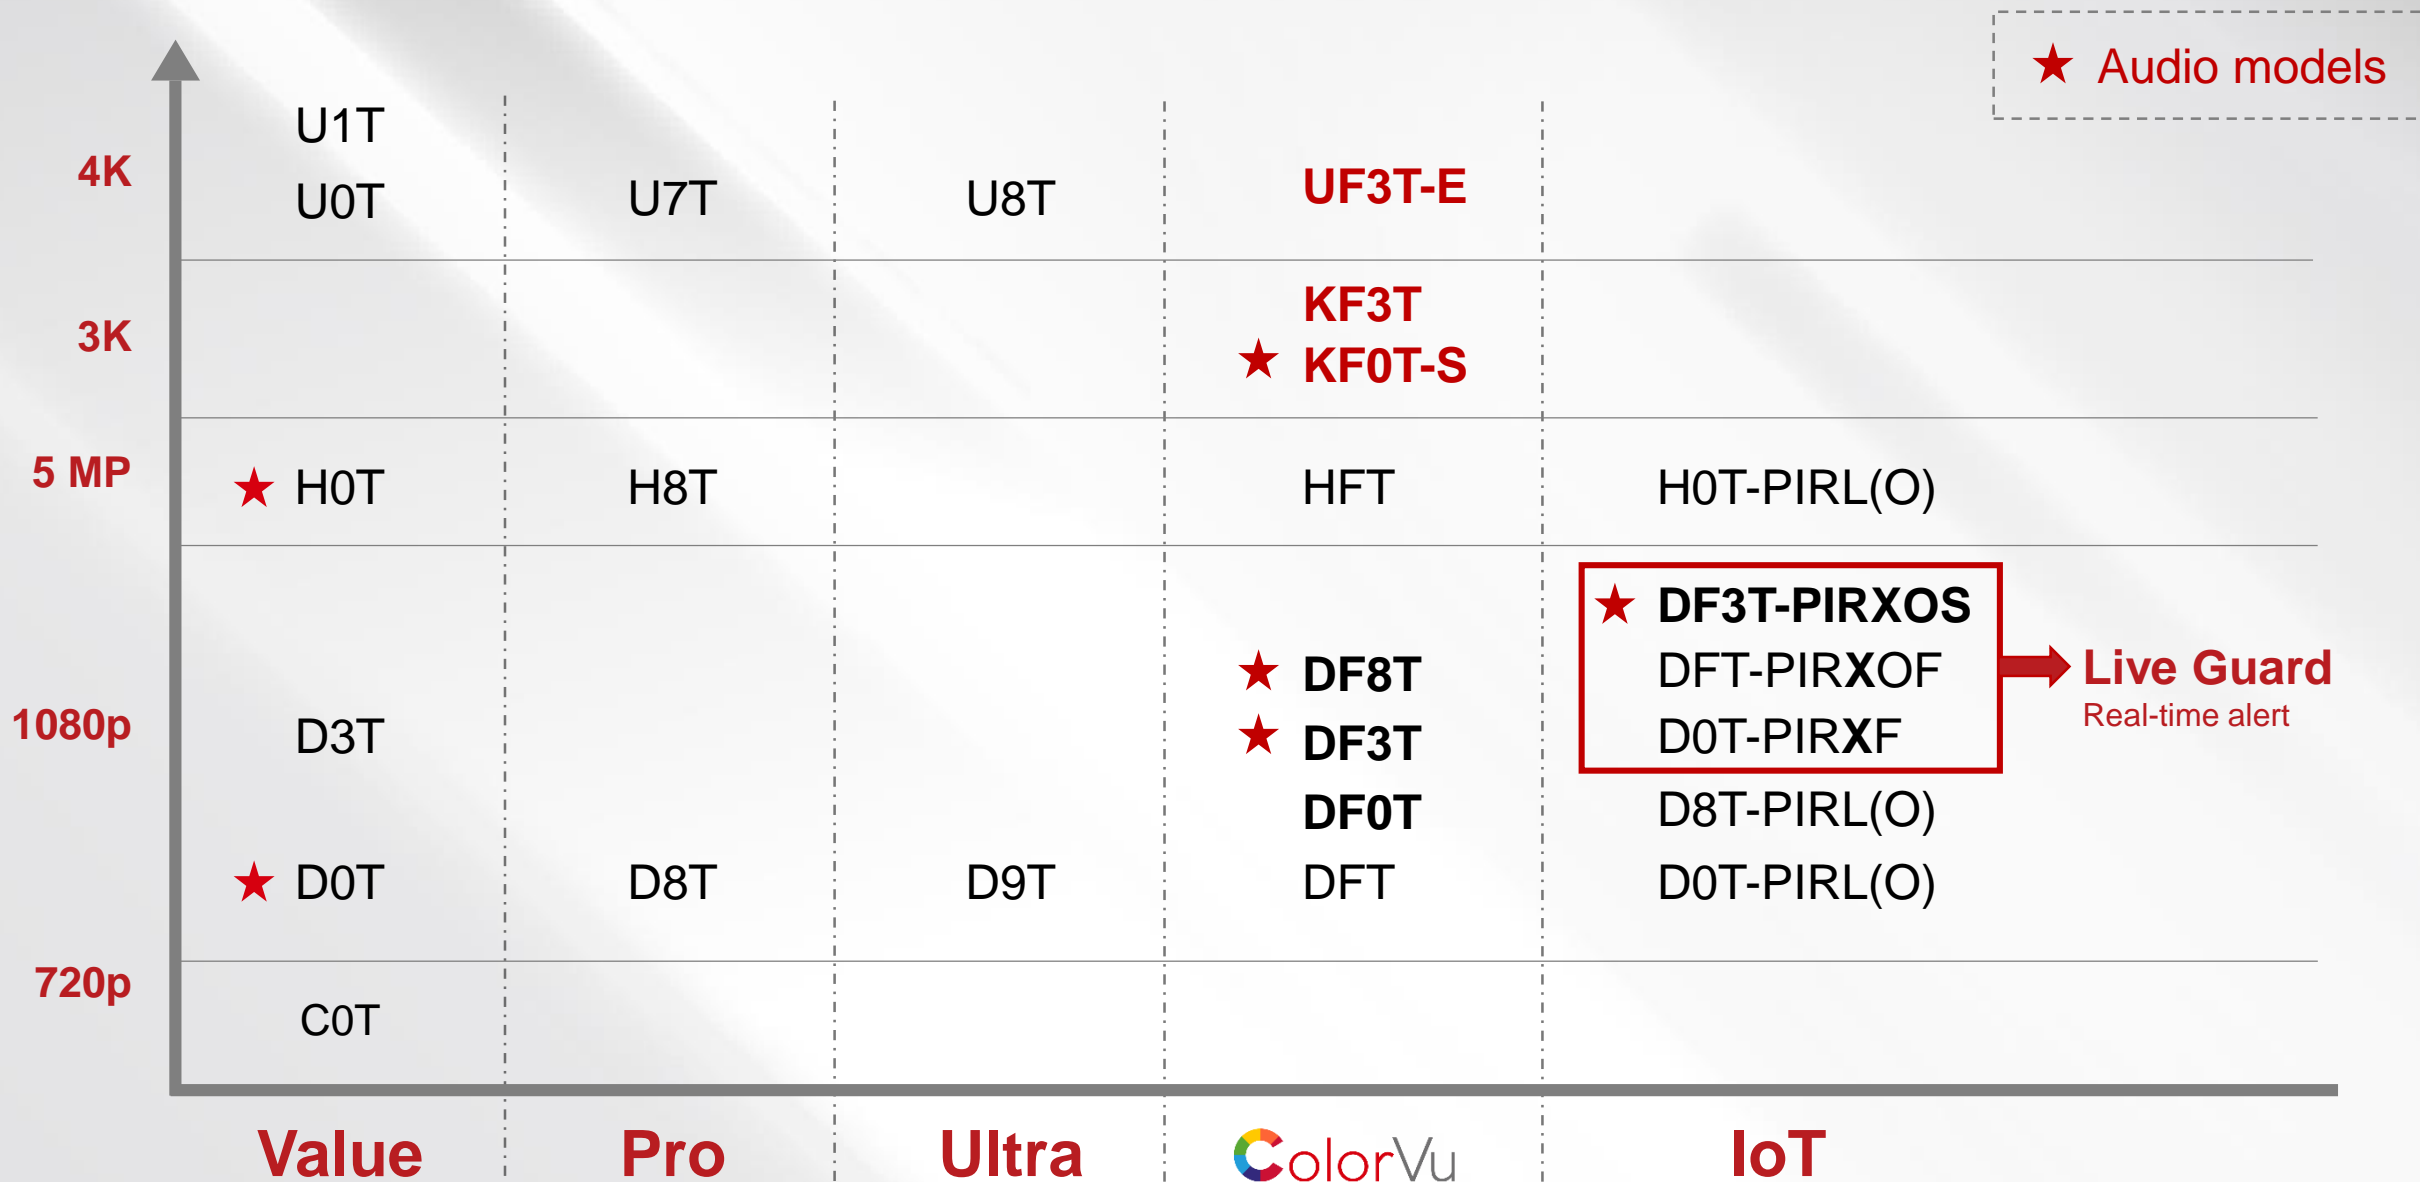 ★ Audio models
4K
U1T
U0T
U7T
U8T
UF3T-E
3K
KF3T
★ KF0T-S
5 MP
★ H0T
H8T
HFT
H0T-PIRL(O)
1080p
★ DF3T-PIRXOS
★ DF8T
DFT-PIRXOF
Live Guard
Real-time alert
D3T
★ DF3T
D0T-PIRXF
DF0T
D8T-PIRL(O)
★ D0T
D8T
D9T
DFT
D0T-PIRL(O)
720p
C0T
Value
Pro
Ultra
ColorVu
IoT